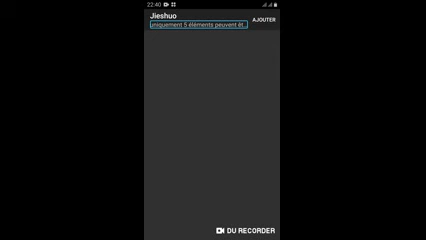 22:40
Jieshuo
uniquement 5 éléments peuvent êt...
AJOUTER
DU RECORDER